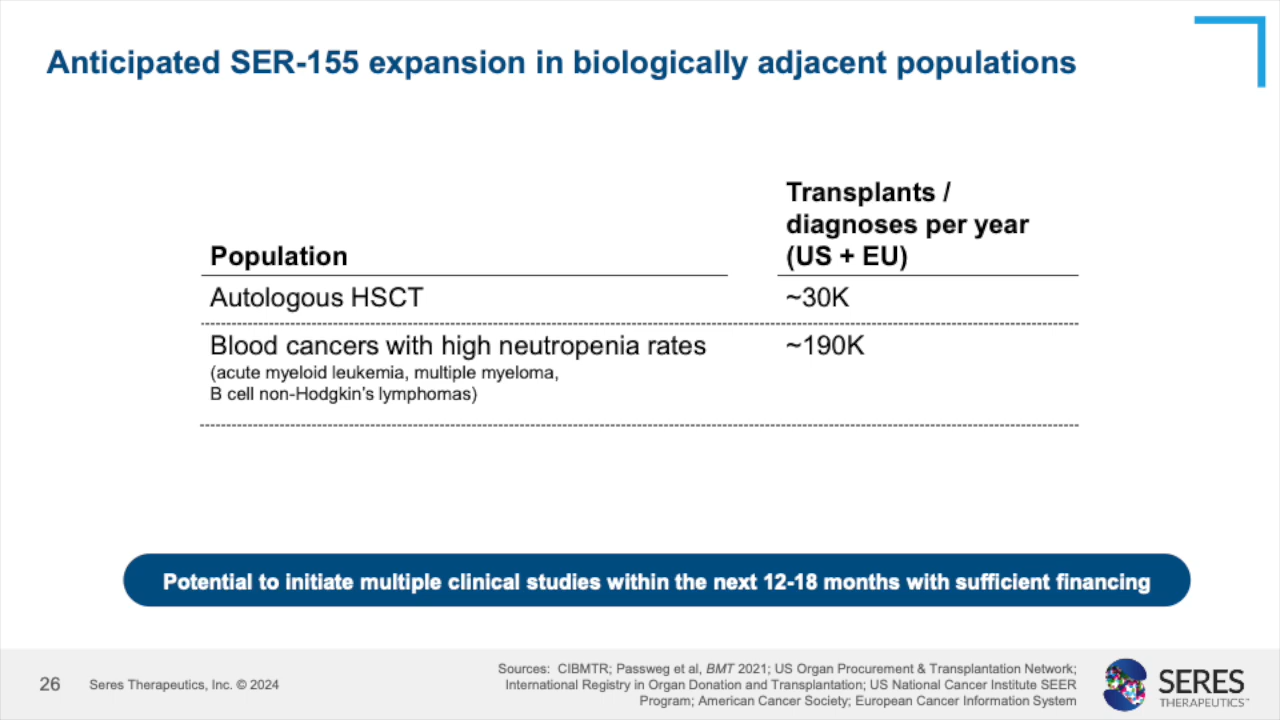 Anticipated SER-155 expansion in biologically adjacent populations
Transplants /
diagnoses per year
Population
(US + EU)
Autologous HSCT
~30K
Blood cancers with high neutropenia rates
~190K
(acute myeloid leukemia, multiple myeloma,
B cell non-Hodgkin's lymphomas)
Potential to initiate multiple clinical studies within the next 12-18 months with sufficient financing
26
Seres Therapeutics, Inc. © 2024
Sources: CIBMTR; Passweg et al, BMT 2021; US Organ Procurement & Transplantation Network;
International Registry in Organ Donation and Transplantation; US National Cancer Institute SEER
Program; American Cancer Society; European Cancer Information System
SERES
THERAPEUTICS™